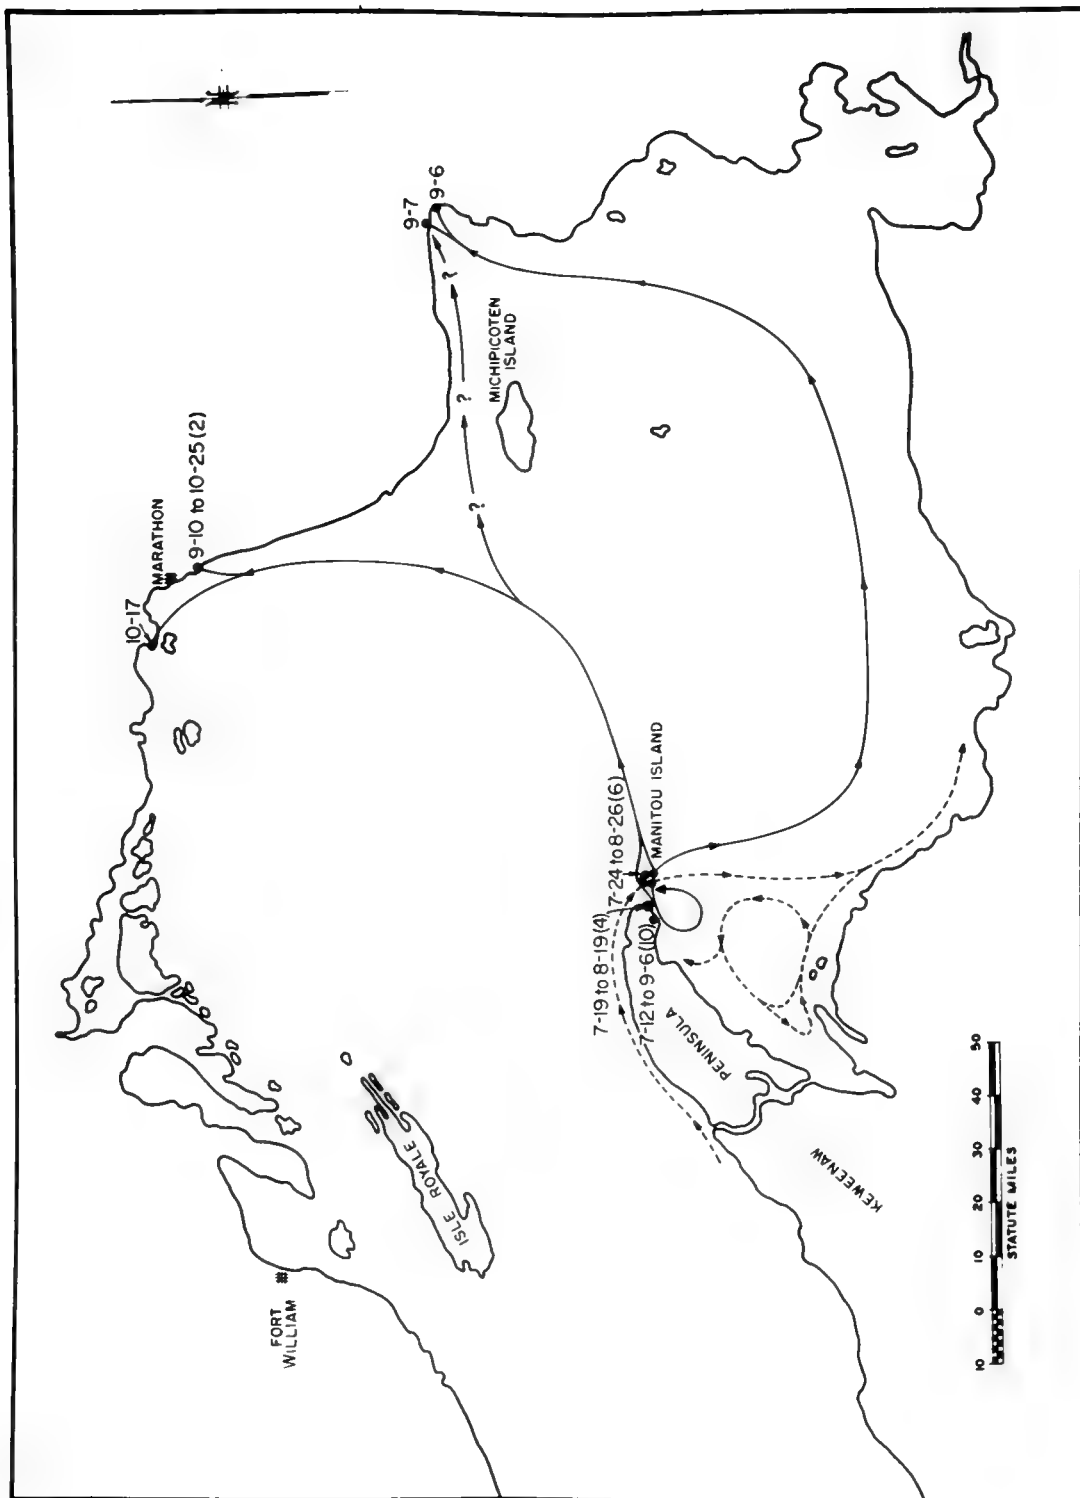 FORT
WILLIAM
ISLE ROYALE
KEWEENAW
PENINSULA
7-19 to 8-19(4)
7-24 to 8-26(6)
7-12 to 9-6(10)
MANITOU ISLAND
10-17
MARATHON
9-10 to 10-25(2)
MICHIPICOTEN
ISLAND
9-7
9-6
?
?
?
10 0 10 20 30 40 50
STATUTE MILES